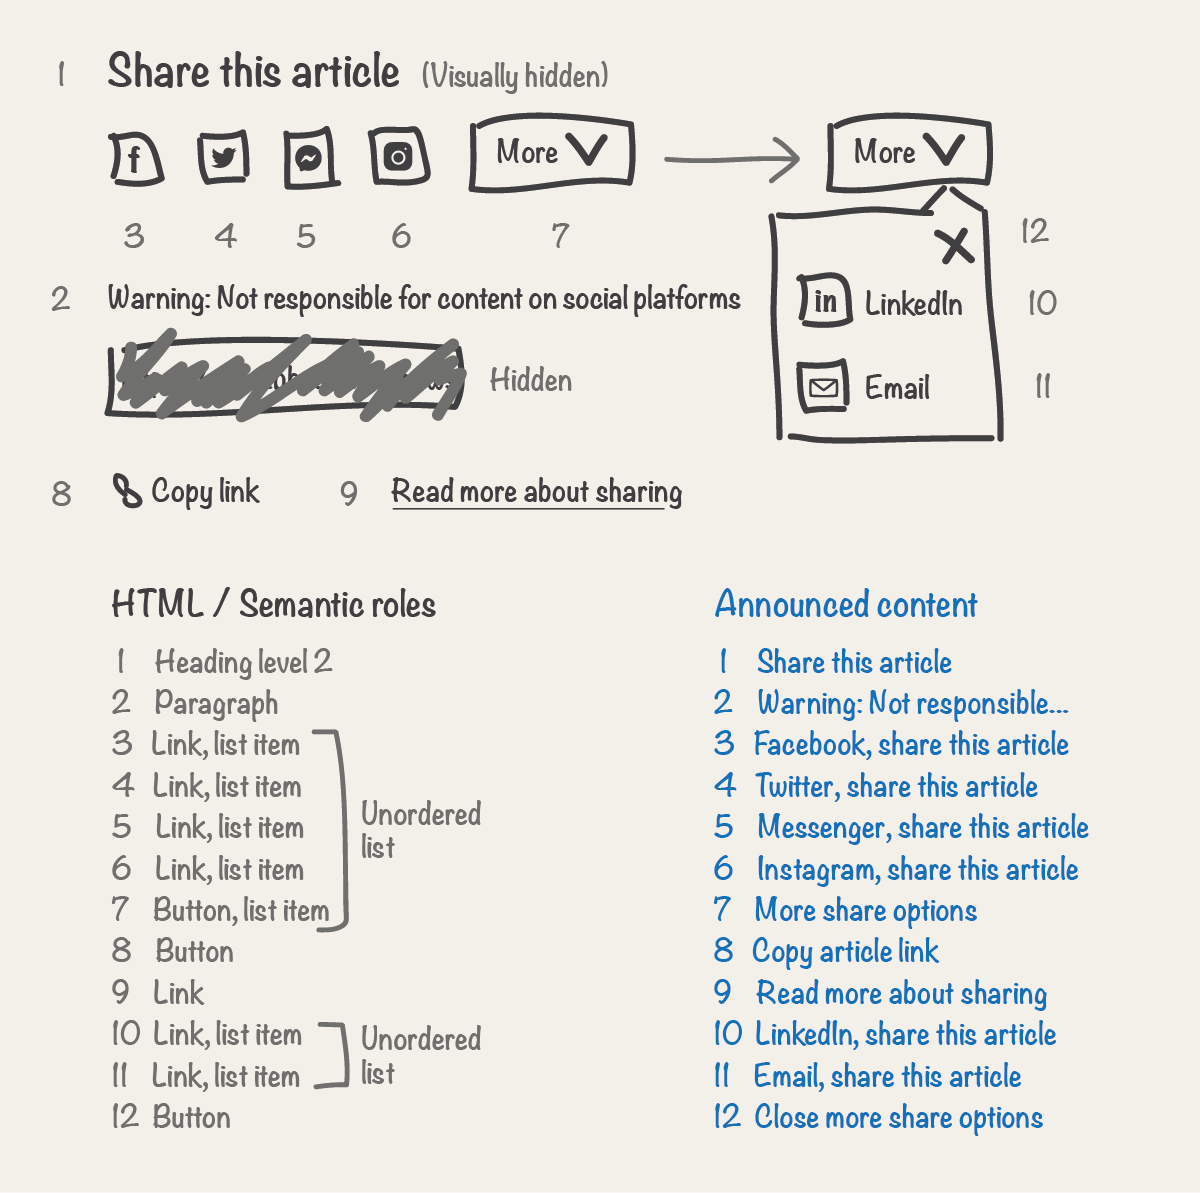 1 Share this article (Visually hidden)
f
More
More
3 4 5 6 7
12
2 Warning: Not responsible for content on social platforms
in LinkedIn 10
Hidden
Email 11
8 Copy link 9 Read more about sharing
HTML / Semantic roles
1 Heading level 2
2 Paragraph
3 Link, list item
4 Link, list item
5 Link, list item
6 Link, list item
7 Button, list item
Unordered
list
8 Button
9 Link
10 Link, list item
11 Link, list item
Unordered
list
12 Button
Announced content
1 Share this article
2 Warning: Not responsible...
3 Facebook, share this article
4 Twitter, share this article
5 Messenger, share this article
6 Instagram, share this article
7 More share options
8 Copy article link
9 Read more about sharing
10 LinkedIn, share this article
11 Email, share this article
12 Close more share options